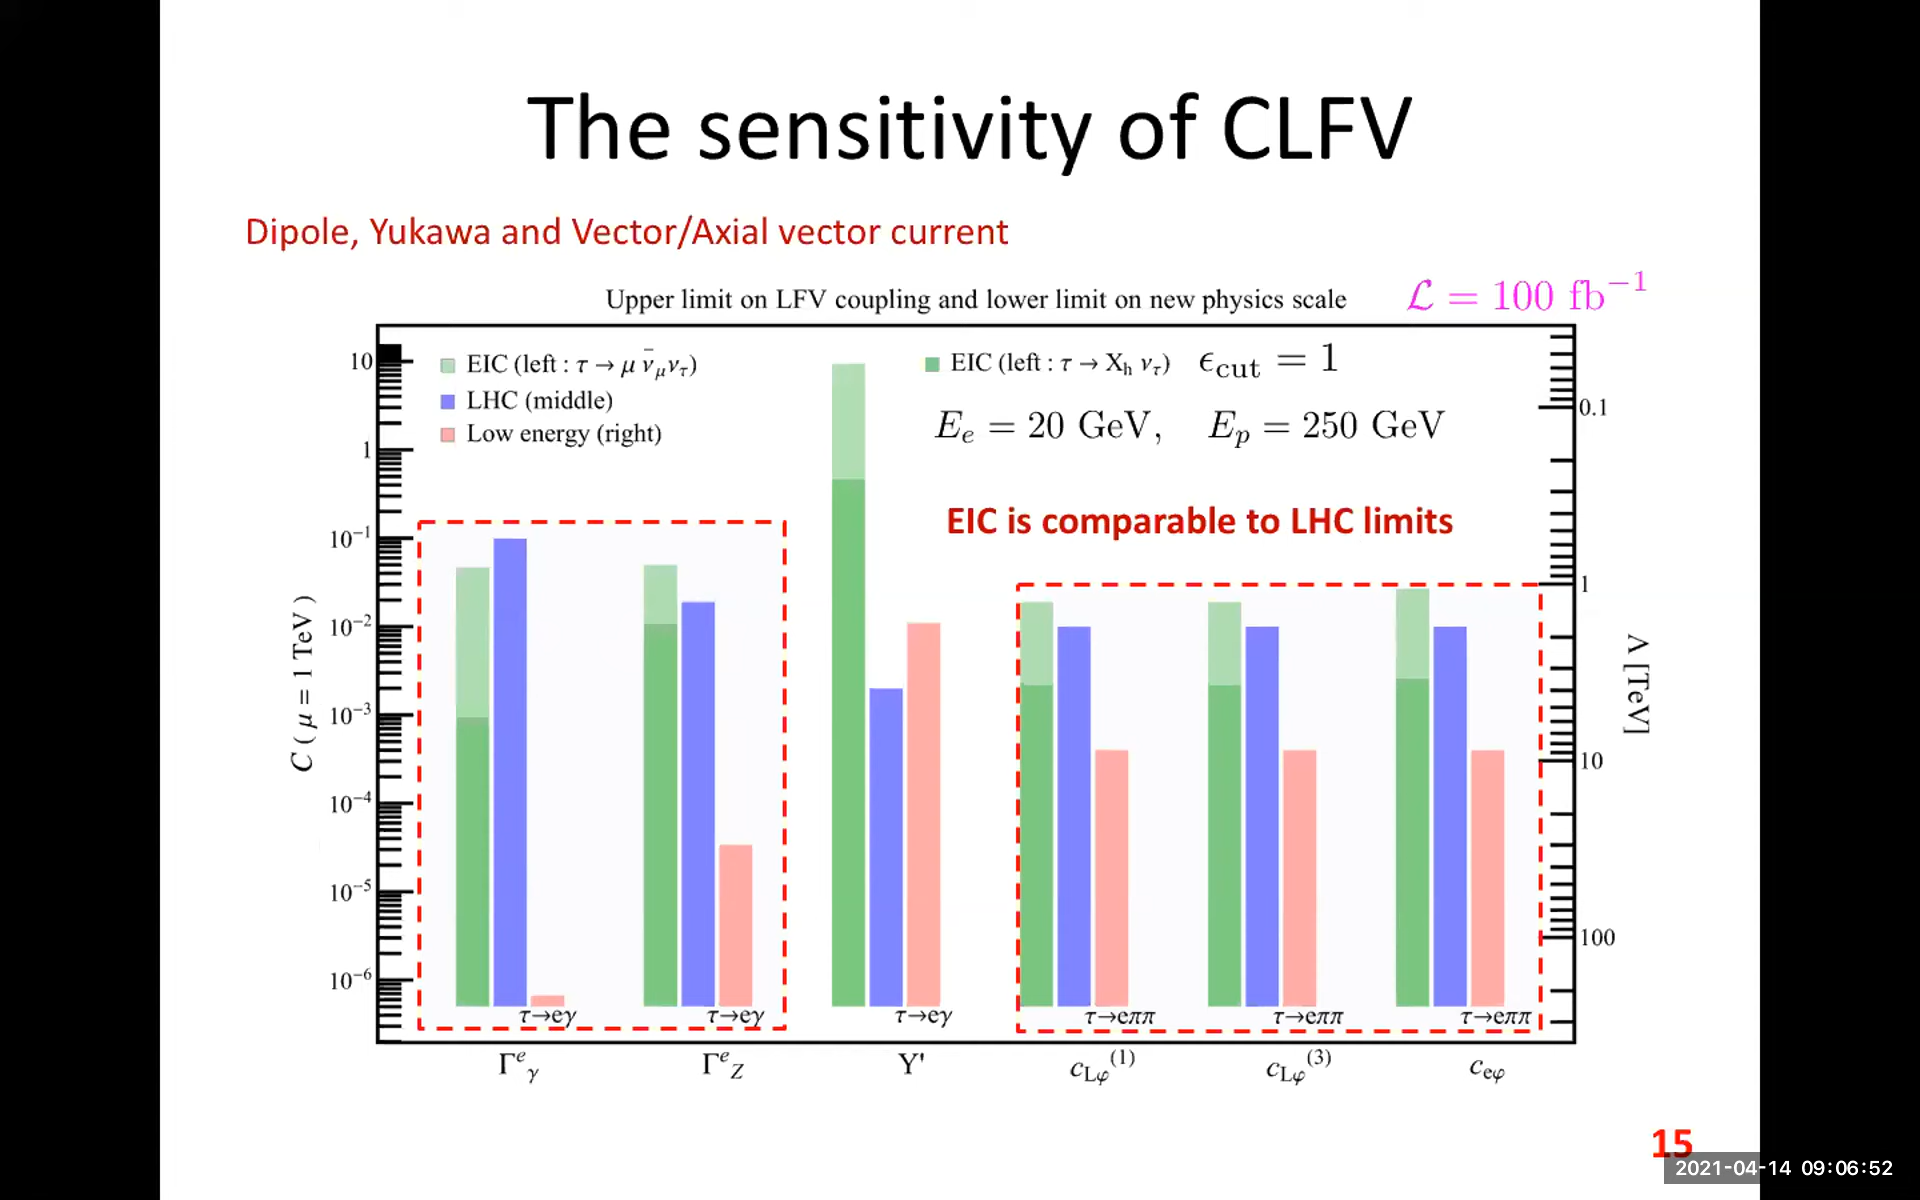 The sensitivity of CLFV
Dipole, Yukawa and Vector/Axial vector current
Upper limit on LFV coupling and lower limit on new physics scale
ℒ = 100 fb⁻¹
EIC (left : τ → μ ν̄_μ ν_τ)
LHC (middle)
Low energy (right)
EIC (left : τ → X_h ν_τ)
ϵ_cut = 1
E_e = 20 GeV, E_p = 250 GeV
EIC is comparable to LHC limits
C ( μ = 1 TeV )
10
1
10⁻¹
10⁻²
10⁻³
10⁻⁴
10⁻⁵
10⁻⁶
0.1
1
10
100
Λ [TeV]
τ→eγ
τ→eγ
τ→eγ
τ→eππ
τ→eππ
τ→eππ
Γ^e_γ
Γ^e_Z
Y'
c_Lφ^(1)
c_Lφ^(3)
c_eφ
15
2021-04-14 09:06:52